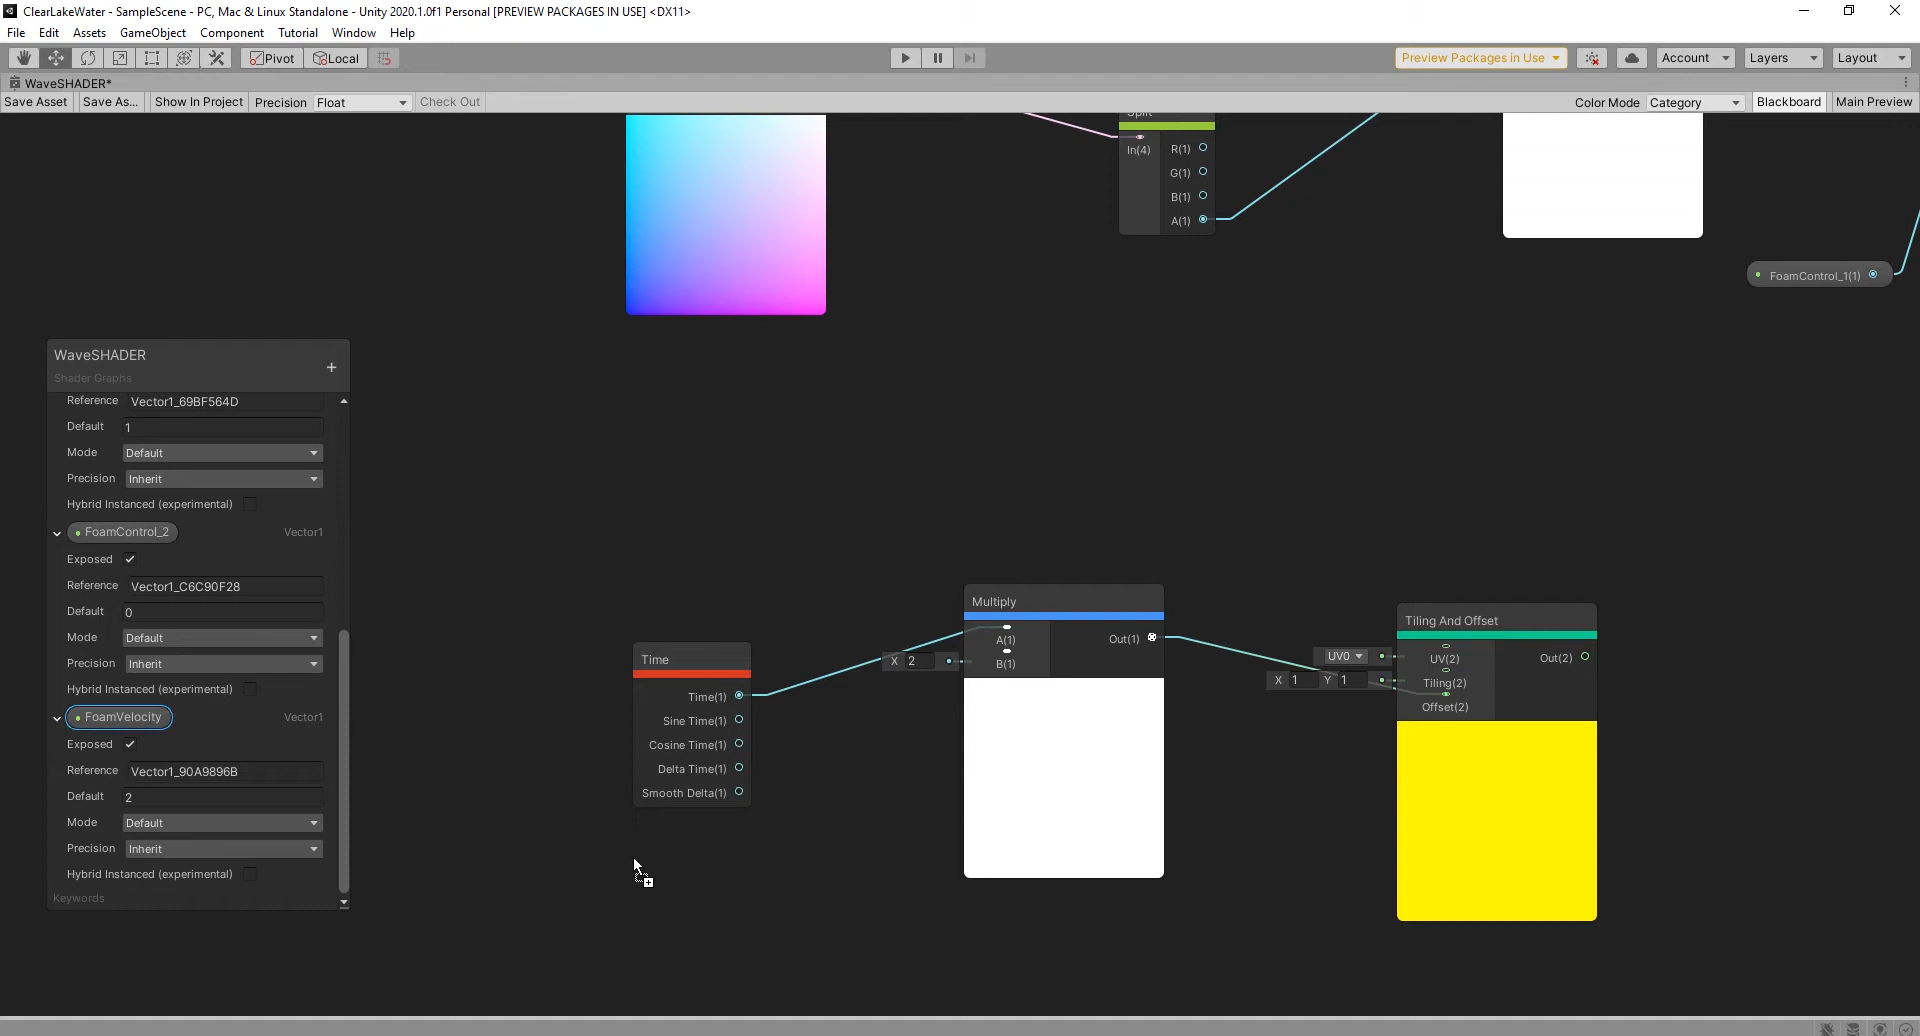 ClearLakeWater - SampleScene - PC, Mac & Linux Standalone - Unity 2020.1.0f1 Personal [PREVIEW PACKAGES IN USE] <DX11>
File Edit Assets GameObject Component Tutorial Window Help
Pivot Local Preview Packages in Use Account Layers Layout
WaveSHADER*
Save Asset Save As... Show In Project Precision Float Check Out Color Mode Category Blackboard Main Preview
Split
In(4) R(1)
G(1)
B(1)
A(1)
FoamControl_1(1)
WaveSHADER
Shader Graphs
Reference Vector1_69BF564D
Default 1
Mode Default
Precision Inherit
Hybrid Instanced (experimental)
FoamControl_2 Vector1
Exposed
Reference Vector1_C6C90F28
Default 0
Mode Default
Precision Inherit
Hybrid Instanced (experimental)
FoamVelocity Vector1
Exposed
Reference Vector1_90A9896B
Default 2
Mode Default
Precision Inherit
Hybrid Instanced (experimental)
Keywords
Time
Time(1)
Sine Time(1)
Cosine Time(1)
Delta Time(1)
Smooth Delta(1)
Multiply
A(1) Out(1)
X 2 B(1)
Tiling And Offset
UV0 UV(2) Out(2)
X 1 Y 1 Tiling(2)
Offset(2)